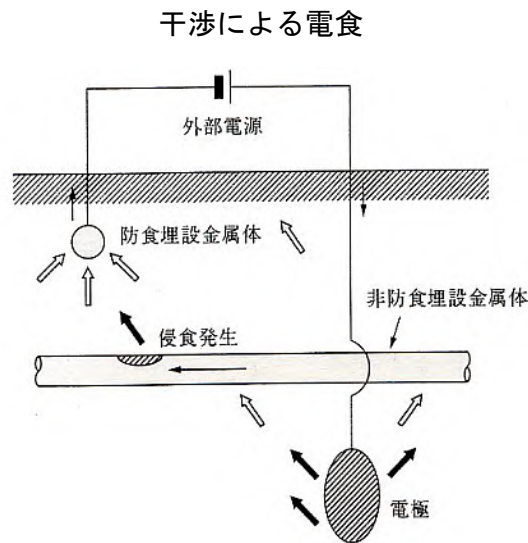 干渉による電食
外部電源
防食埋設金属体
非防食埋設金属体
侵食発生
電極